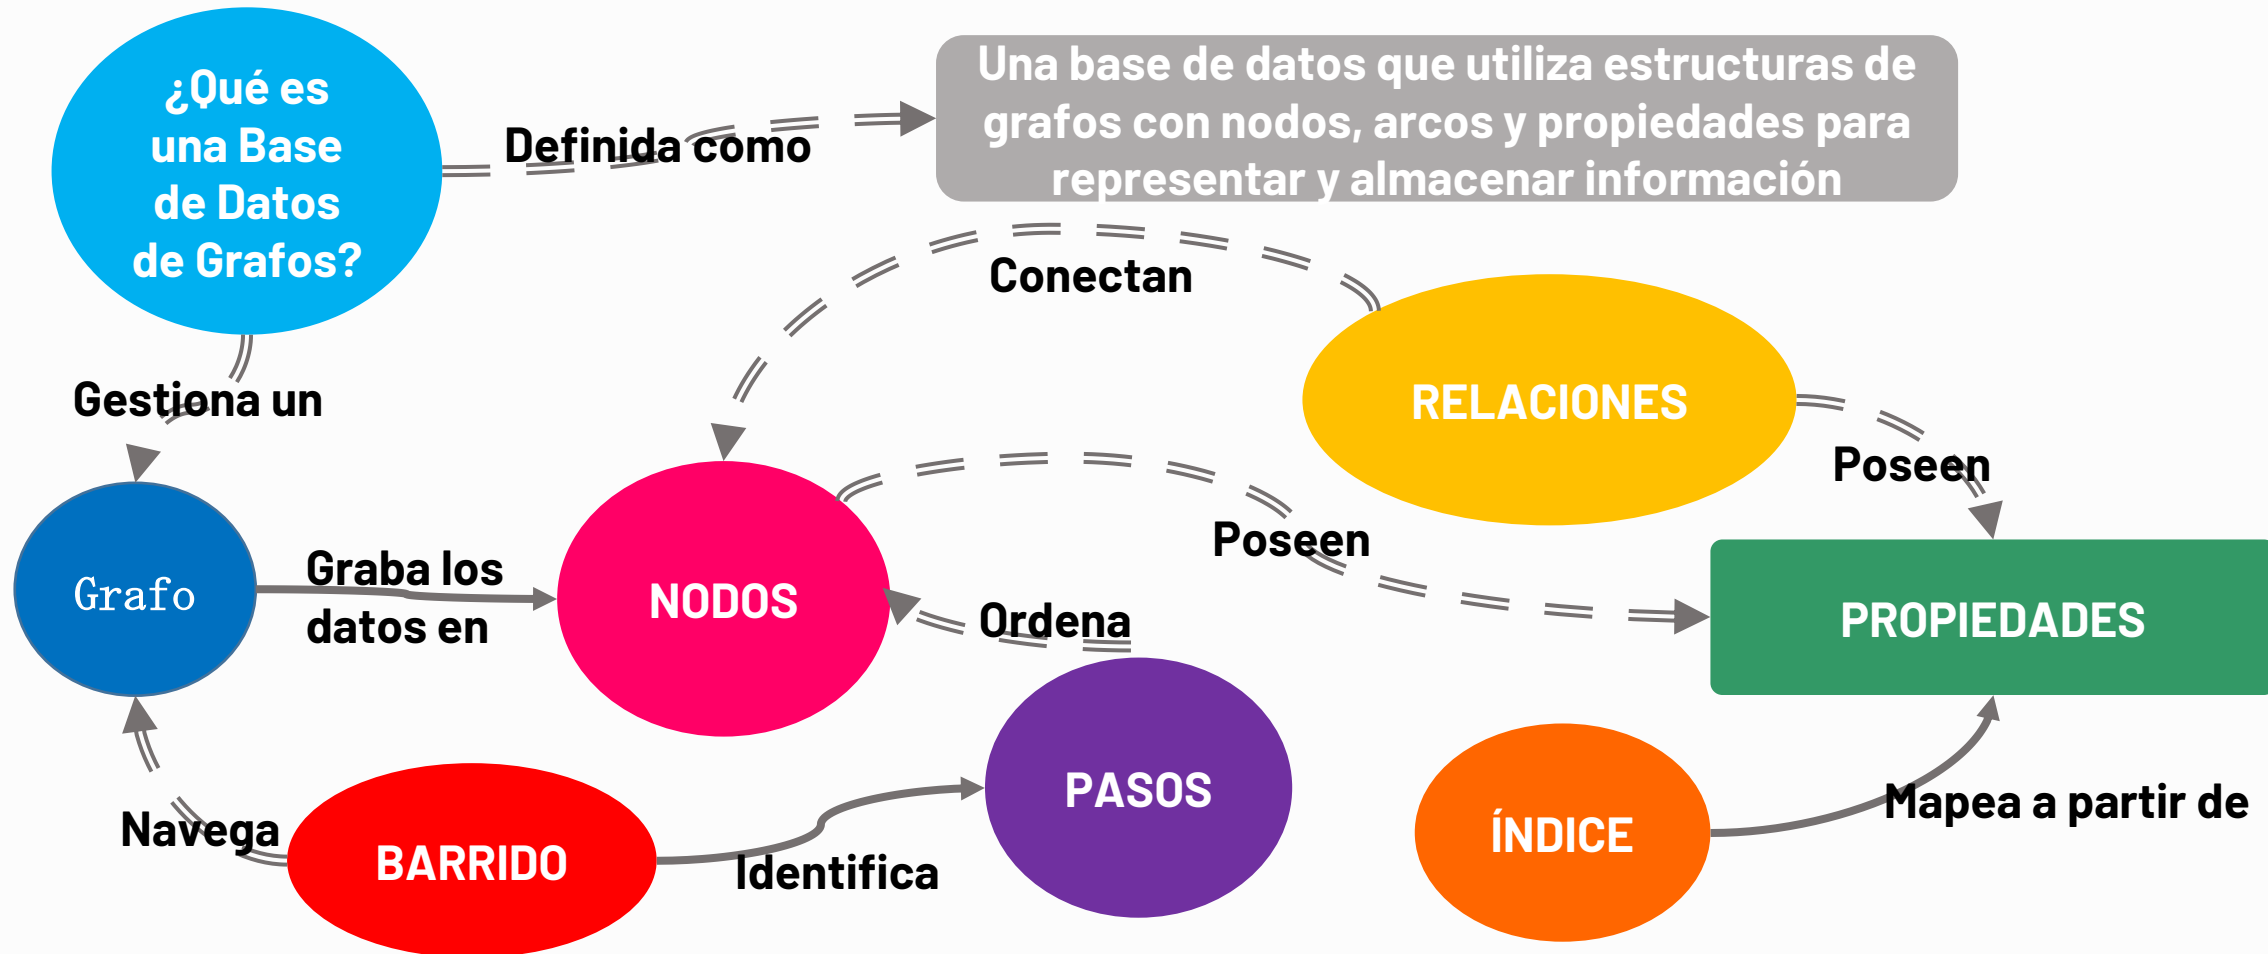 ¿Qué es
una Base
de Datos
de Grafos?
Definida como
Una base de datos que utiliza estructuras de
grafos con nodos, arcos y propiedades para
representar y almacenar información
Conectan
RELACIONES
Gestiona un
Poseen
Poseen
Grafo
Graba los
datos en
NODOS
Ordena
PROPIEDADES
PASOS
Navega
BARRIDO
Identifica
ÍNDICE
Mapea a partir de